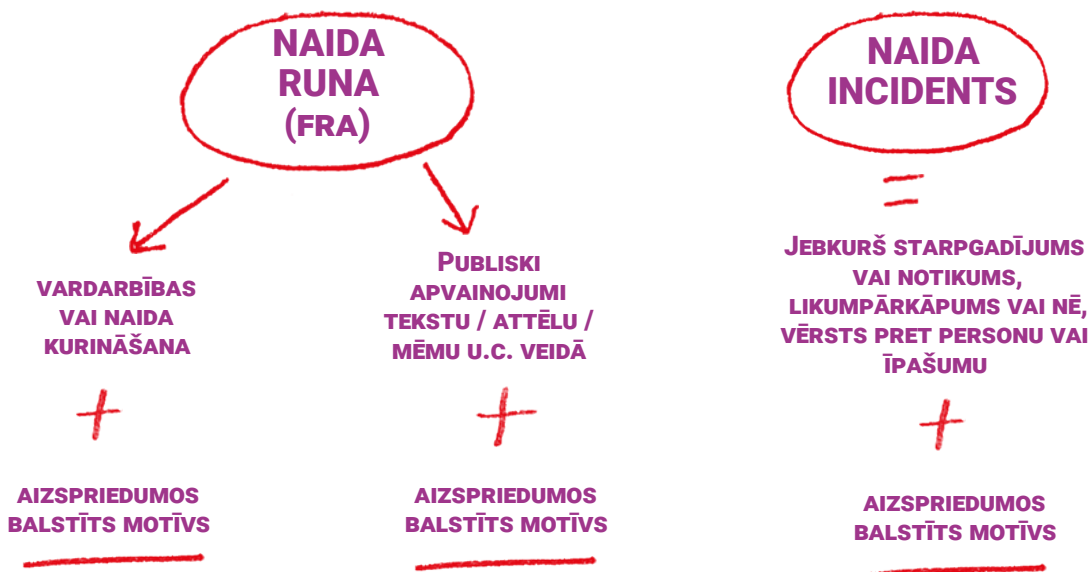 NAIDA
RUNA
(FRA)
VARDARBĪBAS
VAI NAIDA
KURINĀŠANA
+
AIZSPRIEDUMOS
BALSTĪTS MOTĪVS
PUBLISKI
APVAINOJUMI
TEKSTU / ATTĒLU /
MĒMU U.C. VEIDĀ
+
AIZSPRIEDUMOS
BALSTĪTS MOTĪVS
NAIDA
INCIDENTS
=
JEBKURŠ STARPGADĪJUMS
VAI NOTIKUMS,
LIKUMPĀRKĀPUMS VAI NĒ,
VĒRSTS PRET PERSONU VAI
ĪPAŠUMU
+
AIZSPRIEDUMOS
BALSTĪTS MOTĪVS